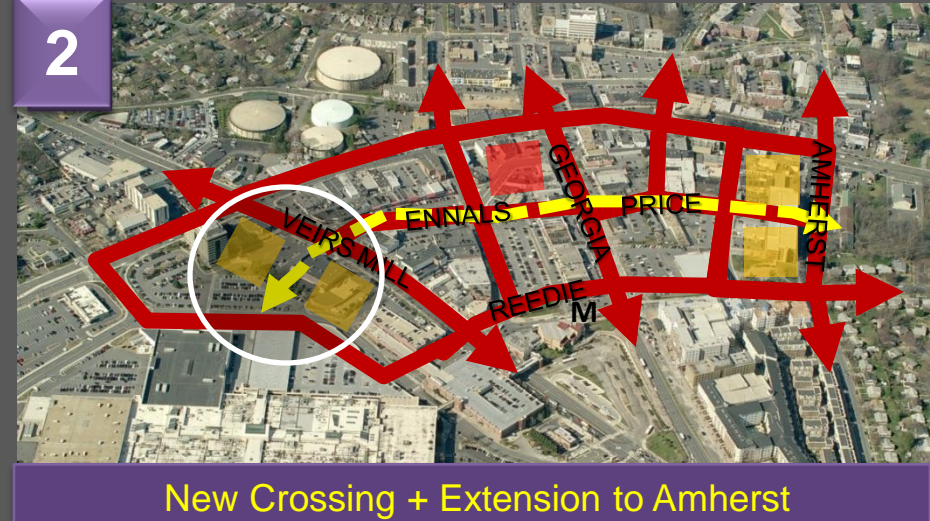 2
GEORGIA
AMHERST
ENNALS
PRICE
VEIRS MILL
REEDIE
M
New Crossing + Extension to Amherst